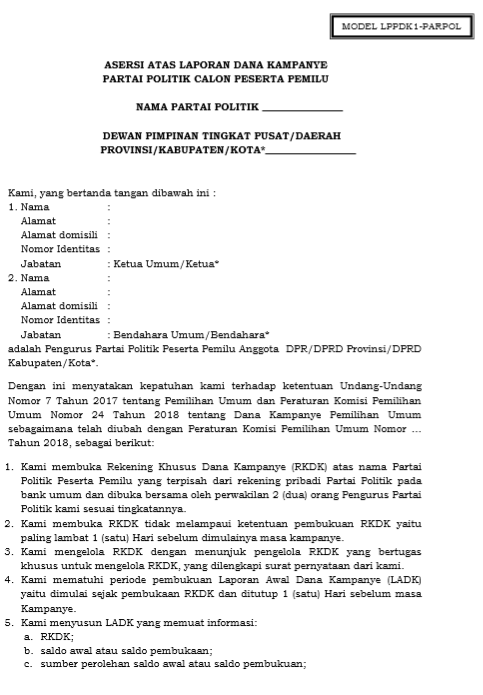 MODEL LPPDK1-PARPOL
ASERSI ATAS LAPORAN DANA KAMPANYE
PARTAI POLITIK CALON PESERTA PEMILU
NAMA PARTAI POLITIK _______________
DEWAN PIMPINAN TINGKAT PUSAT/DAERAH
PROVINSI/KABUPATEN/KOTA*_________________
Kami, yang bertanda tangan dibawah ini :
1. Nama :
Alamat :
Alamat domisili :
Nomor Identitas :
Jabatan : Ketua Umum/Ketua*
2. Nama :
Alamat :
Alamat domisili :
Nomor Identitas :
Jabatan : Bendahara Umum/Bendahara*
adalah Pengurus Partai Politik Peserta Pemilu Anggota DPR/DPRD Provinsi/DPRD
Kabupaten/Kota*.
Dengan ini menyatakan kepatuhan kami terhadap ketentuan Undang-Undang
Nomor 7 Tahun 2017 tentang Pemilihan Umum dan Peraturan Komisi Pemilihan
Umum Nomor 24 Tahun 2018 tentang Dana Kampanye Pemilihan Umum
sebagaimana telah diubah dengan Peraturan Komisi Pemilihan Umum Nomor ...
Tahun 2018, sebagai berikut:
1. Kami membuka Rekening Khusus Dana Kampanye (RKDK) atas nama Partai
Politik Peserta Pemilu yang terpisah dari rekening pribadi Partai Politik pada
bank umum dan dibuka bersama oleh perwakilan 2 (dua) orang Pengurus Partai
Politik kami sesuai tingkatannya.
2. Kami membuka RKDK tidak melampaui ketentuan pembukuan RKDK yaitu
paling lambat 1 (satu) Hari sebelum dimulainya masa kampanye.
3. Kami mengelola RKDK dengan menunjuk pengelola RKDK yang bertugas
khusus untuk mengelola RKDK, yang dilengkapi surat pernyataan dari kami.
4. Kami mematuhi periode pembukuan Laporan Awal Dana Kampanye (LADK)
yaitu dimulai sejak pembukaan RKDK dan ditutup 1 (satu) Hari sebelum masa
Kampanye.
5. Kami menyusun LADK yang memuat informasi:
a. RKDK;
b. saldo awal atau saldo pembukaan;
c. sumber perolehan saldo awal atau saldo pembukuan;